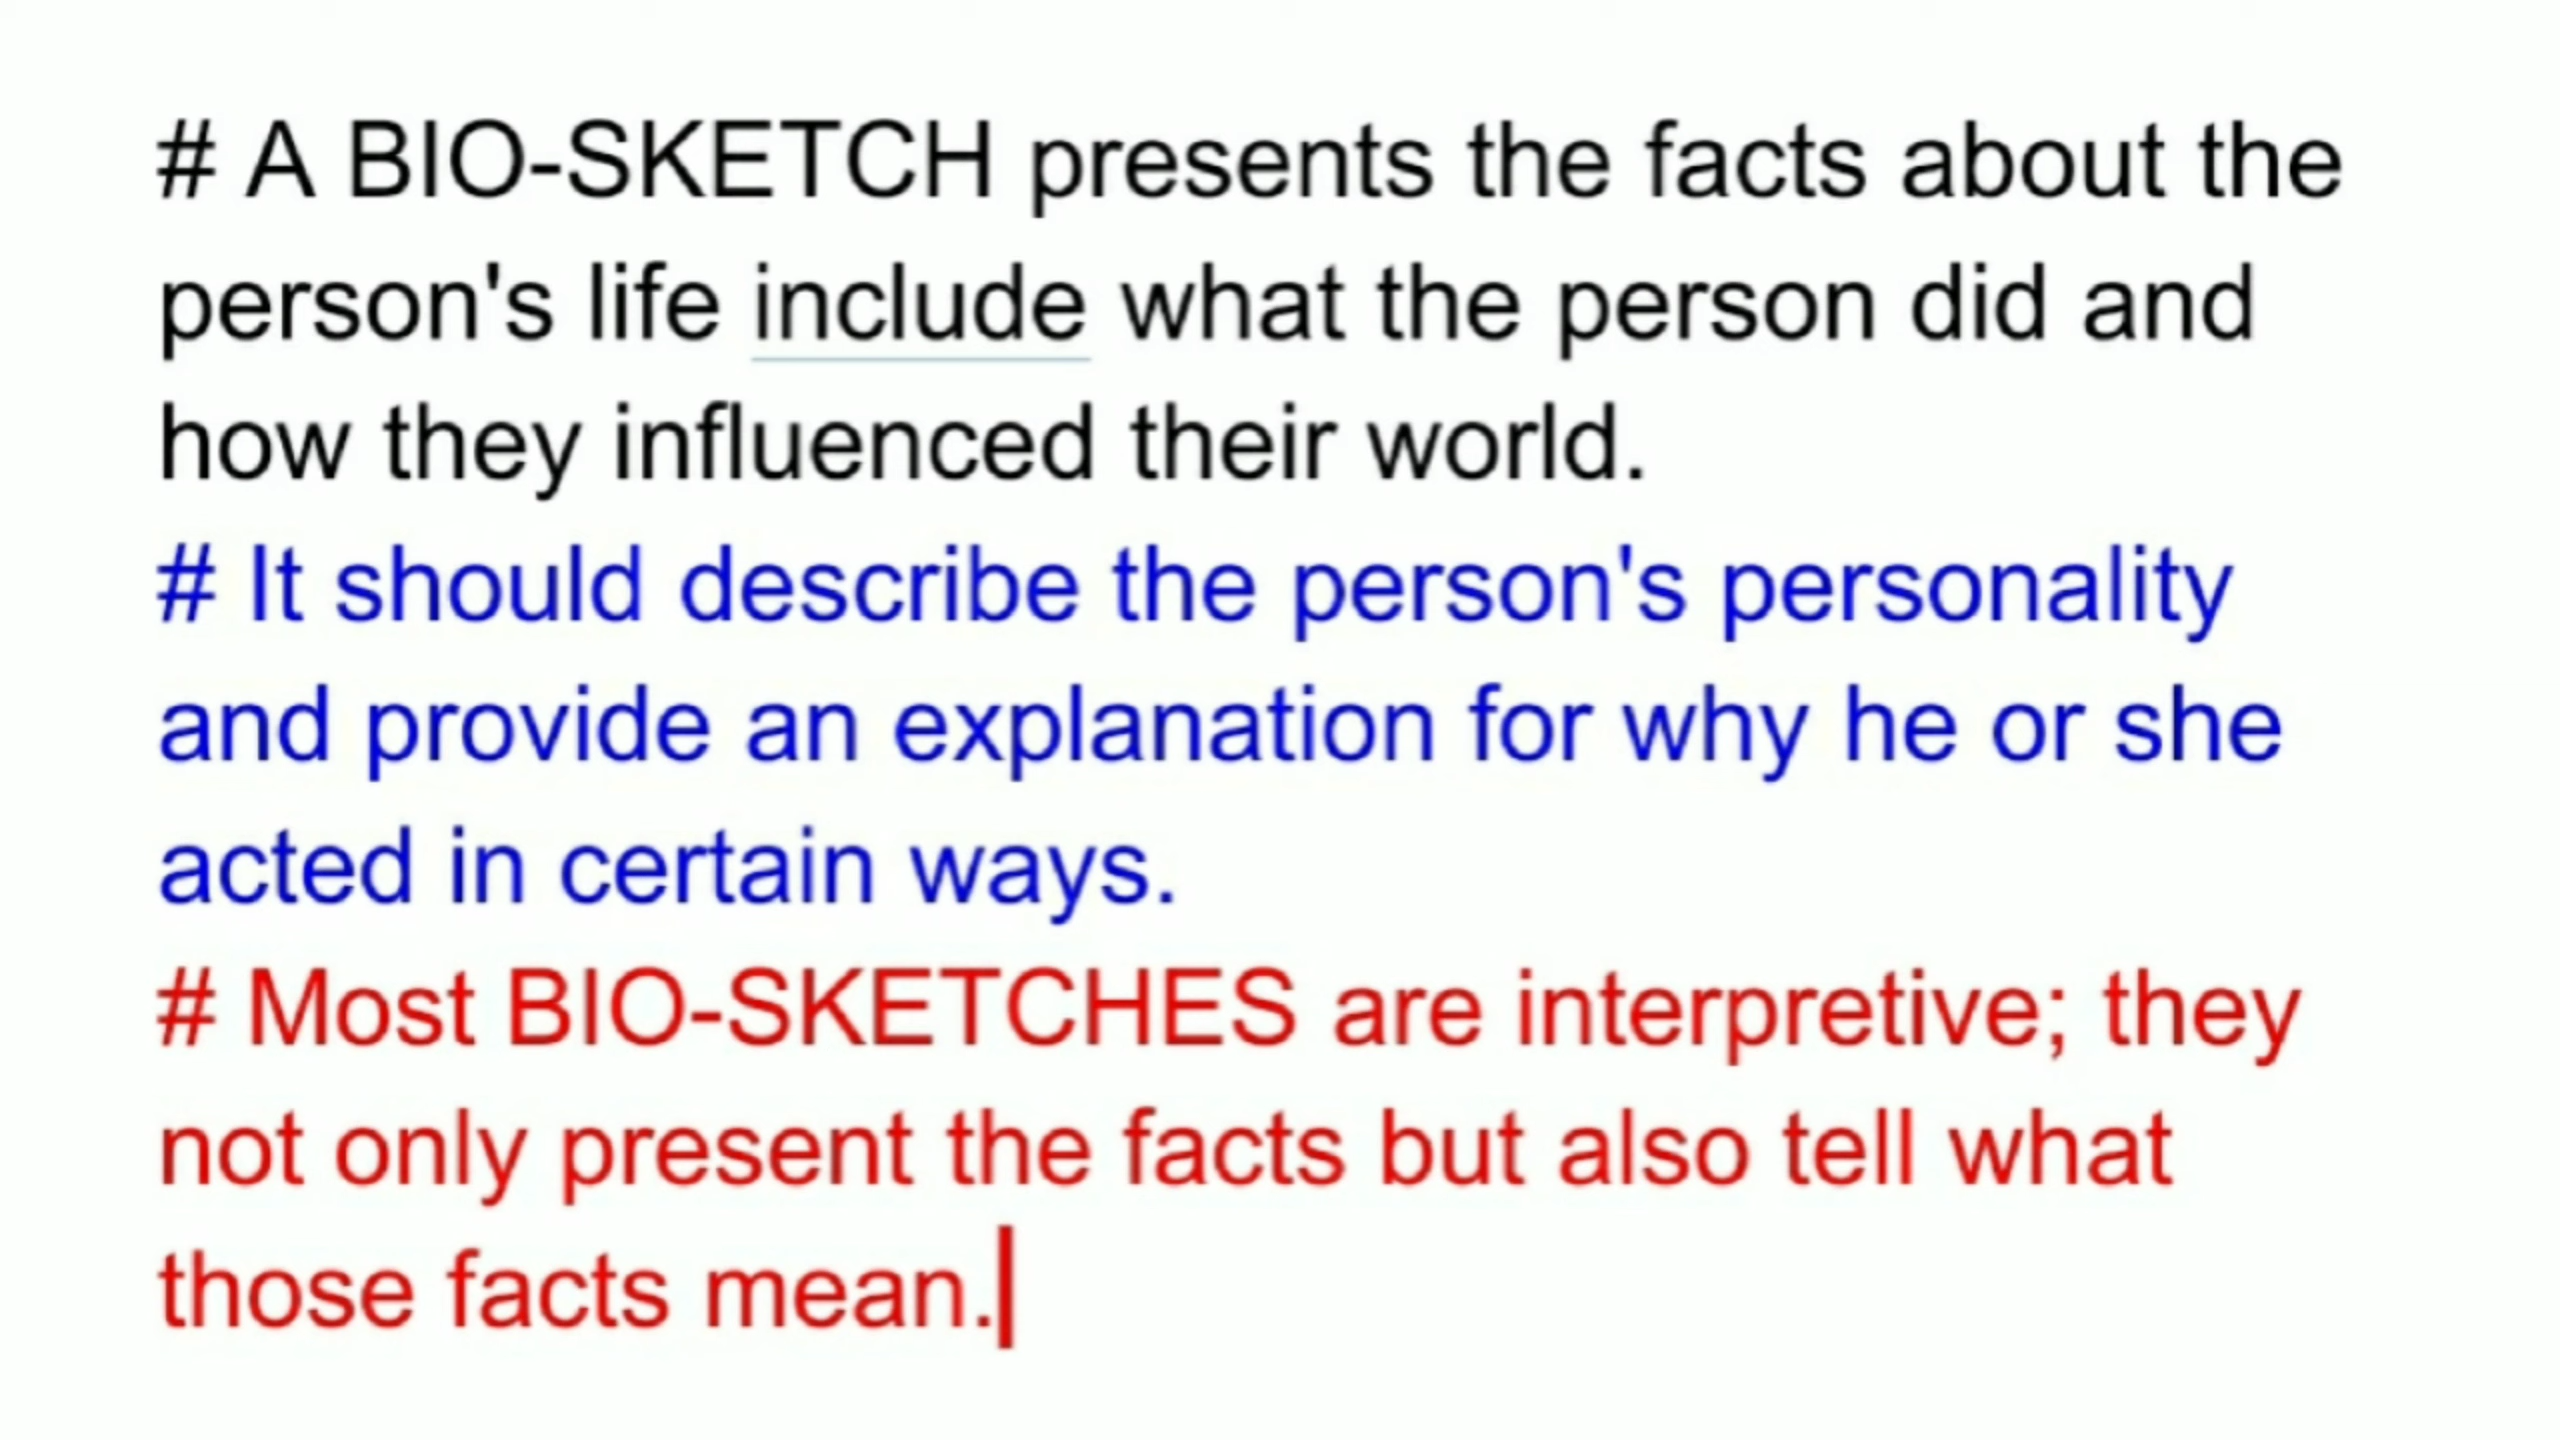 # A BIO-SKETCH presents the facts about the
person's life include what the person did and
how they influenced their world.
# It should describe the person's personality
and provide an explanation for why he or she
acted in certain ways.
# Most BIO-SKETCHES are interpretive; they
not only present the facts but also tell what
those facts mean.